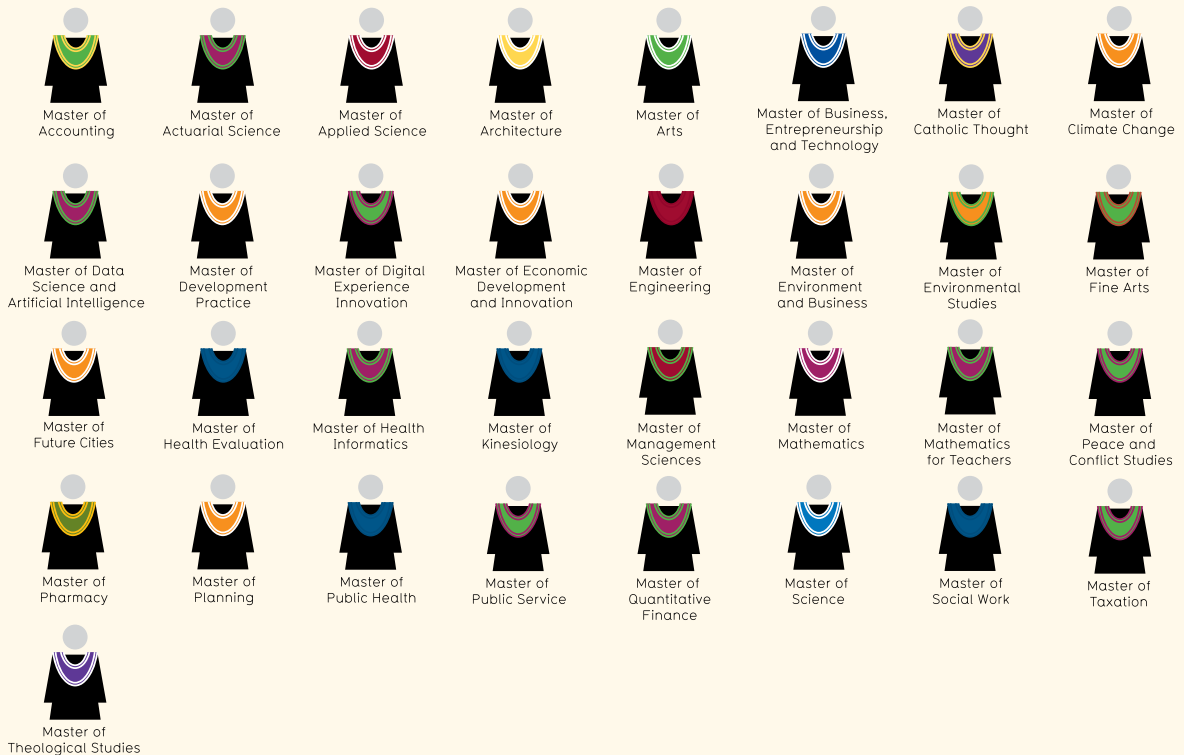 Master of
Accounting
Master of
Actuarial Science
Master of
Applied Science
Master of
Architecture
Master of
Arts
Master of Business,
Entrepreneurship
and Technology
Master of
Catholic Thought
Master of
Climate Change
Master of Data
Science and
Artificial Intelligence
Master of
Development
Practice
Master of Digital
Experience
Innovation
Master of Economic
Development
and Innovation
Master of
Engineering
Master of
Environment
and Business
Master of
Environmental
Studies
Master of
Fine Arts
Master of
Future Cities
Master of
Health Evaluation
Master of Health
Informatics
Master of
Kinesiology
Master of
Management
Sciences
Master of
Mathematics
Master of
Mathematics
for Teachers
Master of
Peace and
Conflict Studies
Master of
Pharmacy
Master of
Planning
Master of
Public Health
Master of
Public Service
Master of
Quantitative
Finance
Master of
Science
Master of
Social Work
Master of
Taxation
Master of
Theological Studies